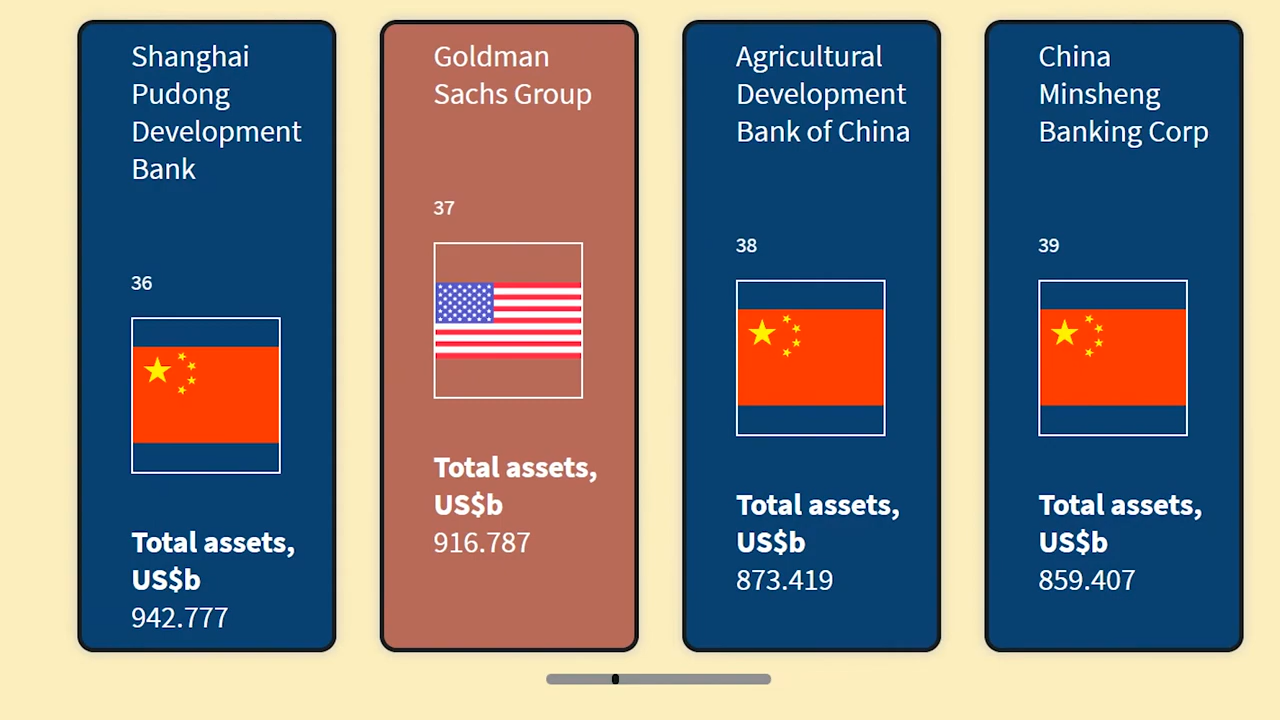 Shanghai
Pudong
Development
Bank
36
Total assets,
US$b
942.777
Goldman
Sachs Group
37
Total assets,
US$b
916.787
Agricultural
Development
Bank of China
38
Total assets,
US$b
873.419
China
Minsheng
Banking Corp
39
Total assets,
US$b
859.407